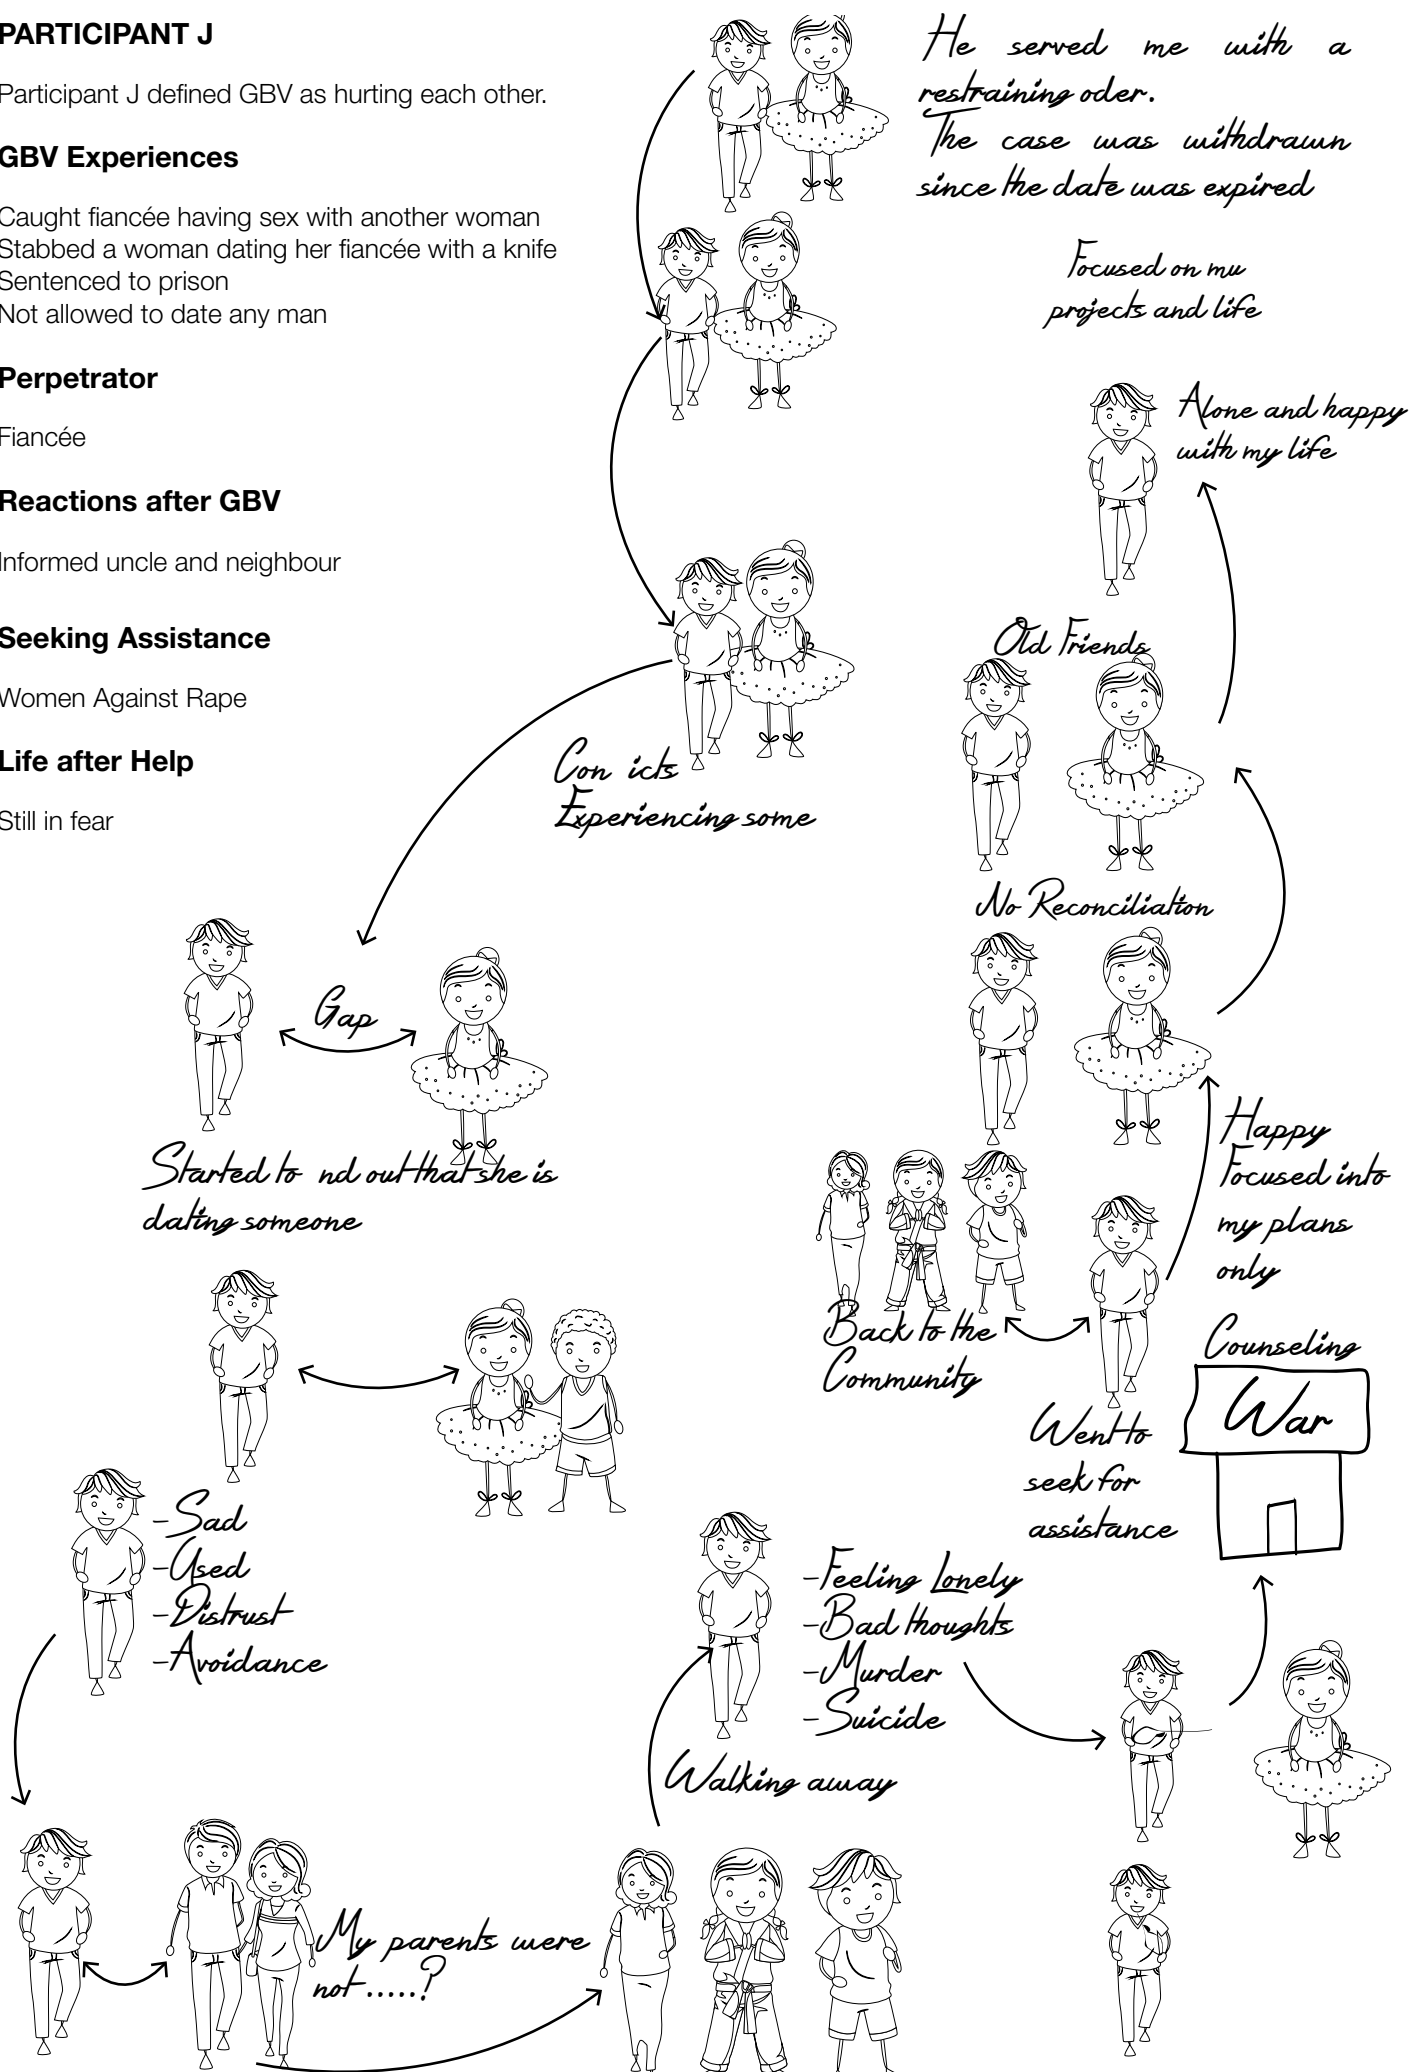 PARTICIPANT J
Participant J defined GBV as hurting each other.
GBV Experiences
Caught fiancée having sex with another woman
Stabbed a woman dating her fiancée with a knife
Sentenced to prison
Not allowed to date any man
Perpetrator
Fiancée
Reactions after GBV
Informed uncle and neighbour
Seeking Assistance
Women Against Rape
Life after Help
Still in fear
He served me with a
restraining oder.
The case was withdrawn
since the date was expired
Focused on mu
projects and life
Alone and happy
with my life
Old Friends
No Reconciliation
Con icts
Experiencing some
Gap
Started to nd out that she is
dating someone
Happy
Focused into
my plans
only
Back to the
Community
Counseling
War
Went to
seek for
assistance
-Sad
-Used
-Distrust
-Avoidance
-Feeling Lonely
-Bad thoughts
-Murder
-Suicide
Walking away
My parents were
not .....?